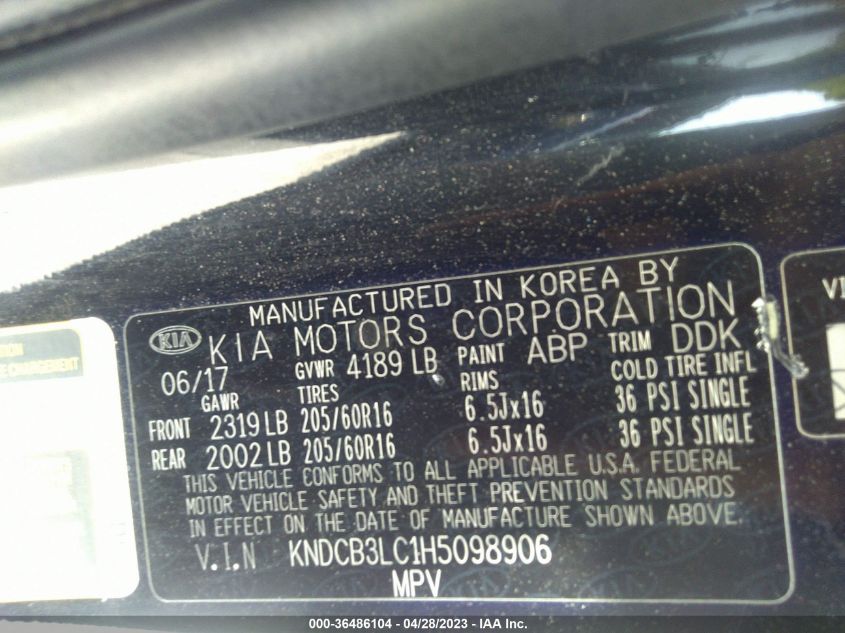 MANUFACTURED IN KOREA BY
KIA KIA MOTORS CORPORATION
06/17 GVWR 4189 LB PAINT ABP TRIM DDK
GAWR TIRES RIMS COLD TIRE INFL
FRONT 2319 LB 205/60R16 6.5Jx16 36 PSI SINGLE
REAR 2002 LB 205/60R16 6.5Jx16 36 PSI SINGLE
THIS VEHICLE CONFORMS TO ALL APPLICABLE U.S.A. FEDERAL
MOTOR VEHICLE SAFETY AND THEFT PREVENTION STANDARDS
IN EFFECT ON THE DATE OF MANUFACTURE SHOWN ABOVE.
V.I.N KNDCB3LC1H5098906
MPV
000-36486104 - 04/28/2023 - IAA Inc.